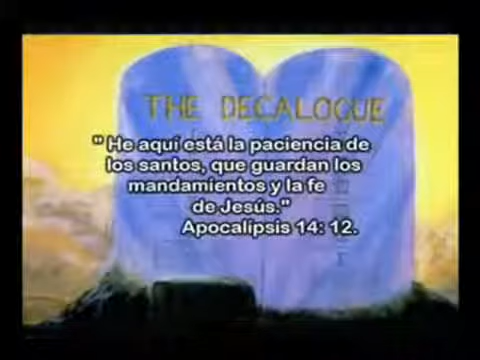 THE DECALOGUE
" He aquí está la paciencia de
los santos, que guardan los
mandamientos y la fe
de Jesús."
Apocalípsis 14: 12.